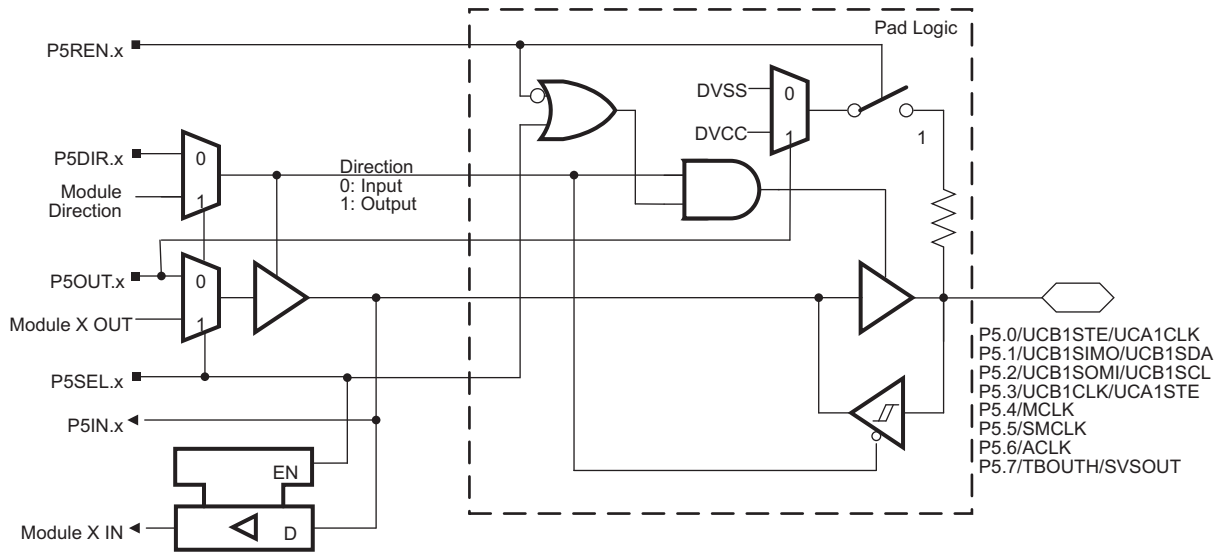 Pad Logic
P5REN.x
DVSS
0
DVCC
1
1
P5DIR.x
0
Module
Direction
1
Direction
0: Input
1: Output
P5OUT.x
0
Module X OUT
1
P5SEL.x
P5IN.x
EN
Module X IN
D
P5.0/UCB1STE/UCA1CLK
P5.1/UCB1SIMO/UCB1SDA
P5.2/UCB1SOMI/UCB1SCL
P5.3/UCB1CLK/UCA1STE
P5.4/MCLK
P5.5/SMCLK
P5.6/ACLK
P5.7/TBOUTH/SVSOUT